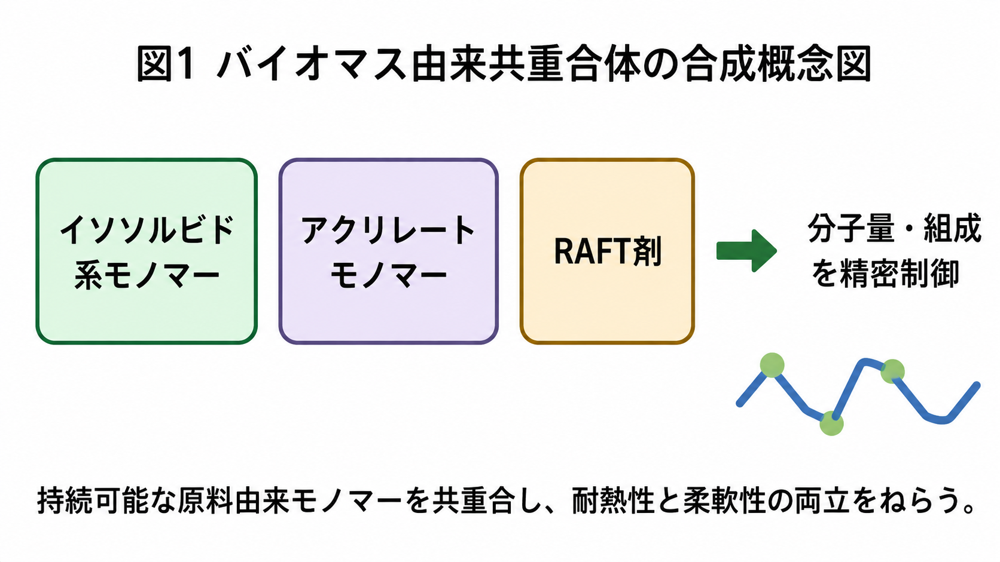 図1 バイオマス由来共重合体の合成概念図
イソソルビド
系モノマー
アクリレート
モノマー
RAFT剤
分子量・組成
を精密制御
持続可能な原料由来モノマーを共重合し、耐熱性と柔軟性の両立をねらう。